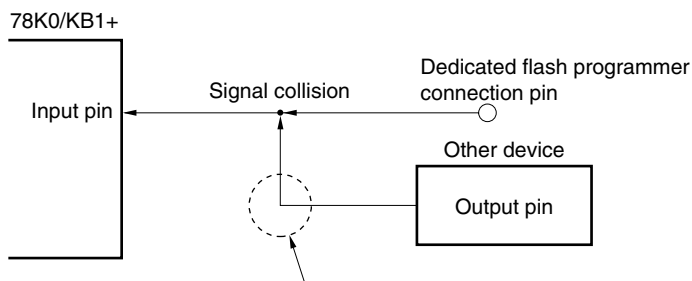 78K0/KB1+
Input pin
Signal collision
Dedicated flash programmer
connection pin
Other device
Output pin